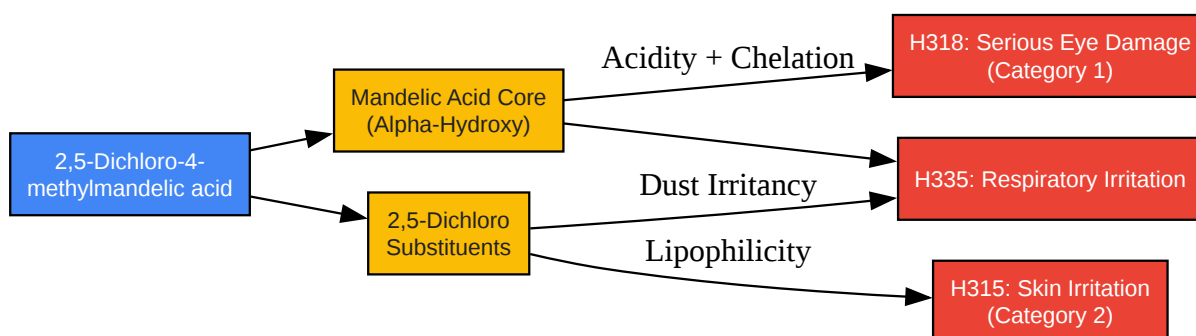 2,5-Dichloro-4-
methylmandelic acid
Mandelic Acid Core
(Alpha-Hydroxy)
2,5-Dichloro
Substituents
Acidity + Chelation
Dust Irritancy
Lipophilicity
H318: Serious Eye Damage
(Category 1)
H335: Respiratory Irritation
H315: Skin Irritation
(Category 2)